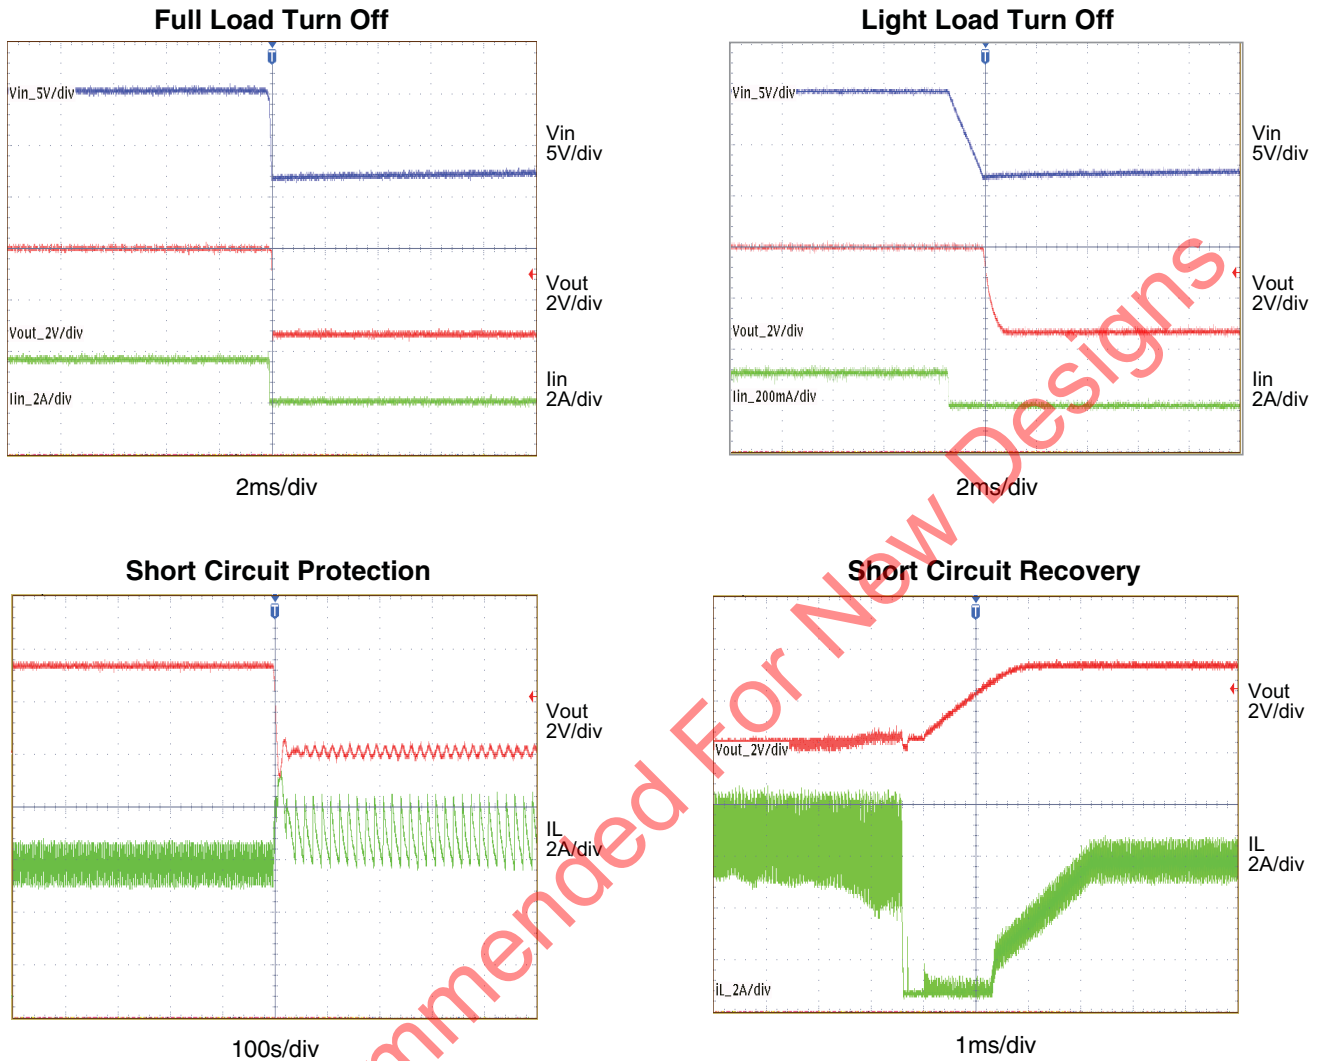 Full Load Turn Off
Vin_5V/div
Vin
5V/div
Vout
2V/div
Vout_2V/div
Iin
2A/div
Iin_2A/div
2ms/div
Light Load Turn Off
Vin_5V/div
Vin
5V/div
Vout
2V/div
Vout_2V/div
Iin
2A/div
Iin_200mA/div
2ms/div
Short Circuit Protection
Vout
2V/div
IL
2A/div
100s/div
Short Circuit Recovery
Vout
2V/div
Vout_2V/div
IL
2A/div
iL_2A/div
1ms/div
mmended For New Designs